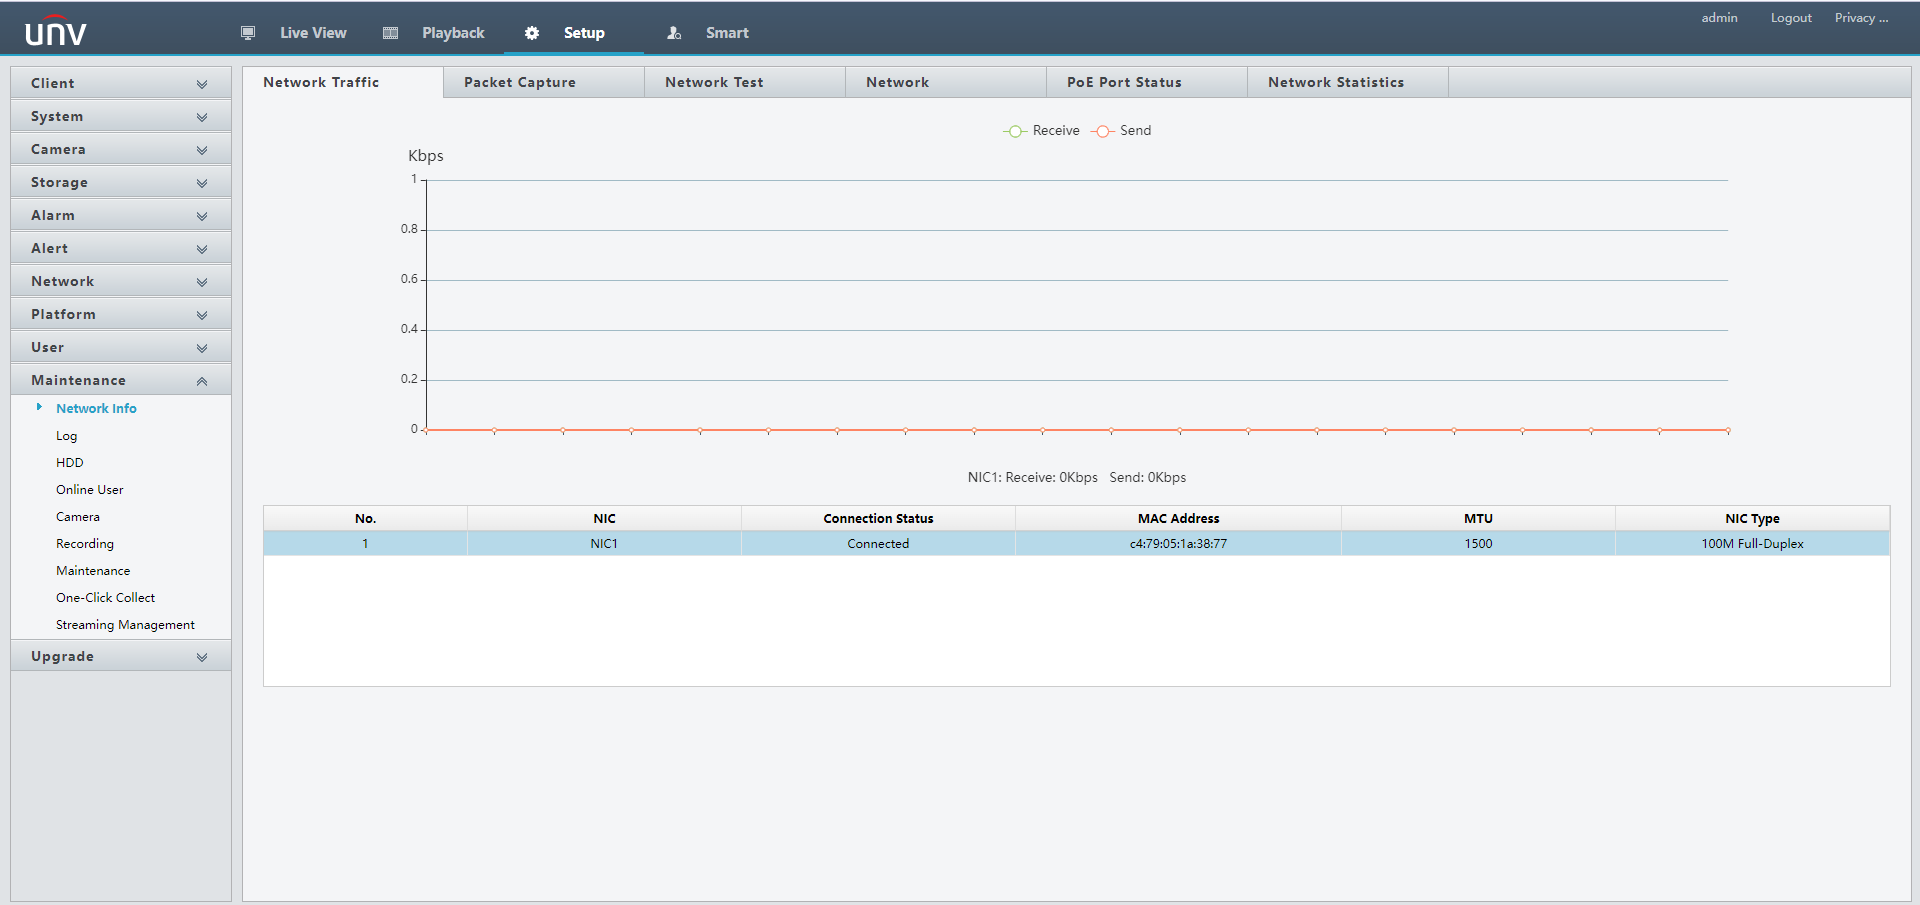 unv
Live View
Playback
Setup
Smart
admin
Logout
Privacy ...
Client
System
Camera
Storage
Alarm
Alert
Network
Platform
User
Maintenance
Network Info
Log
HDD
Online User
Camera
Recording
Maintenance
One-Click Collect
Streaming Management
Upgrade
Network Traffic
Packet Capture
Network Test
Network
PoE Port Status
Network Statistics
Receive Send
Kbps
1
0.8
0.6
0.4
0.2
0
NIC1: Receive: 0Kbps Send: 0Kbps
No. NIC Connection Status MAC Address MTU NIC Type
1 NIC1 Connected c4:79:05:1a:38:77 1500 100M Full-Duplex